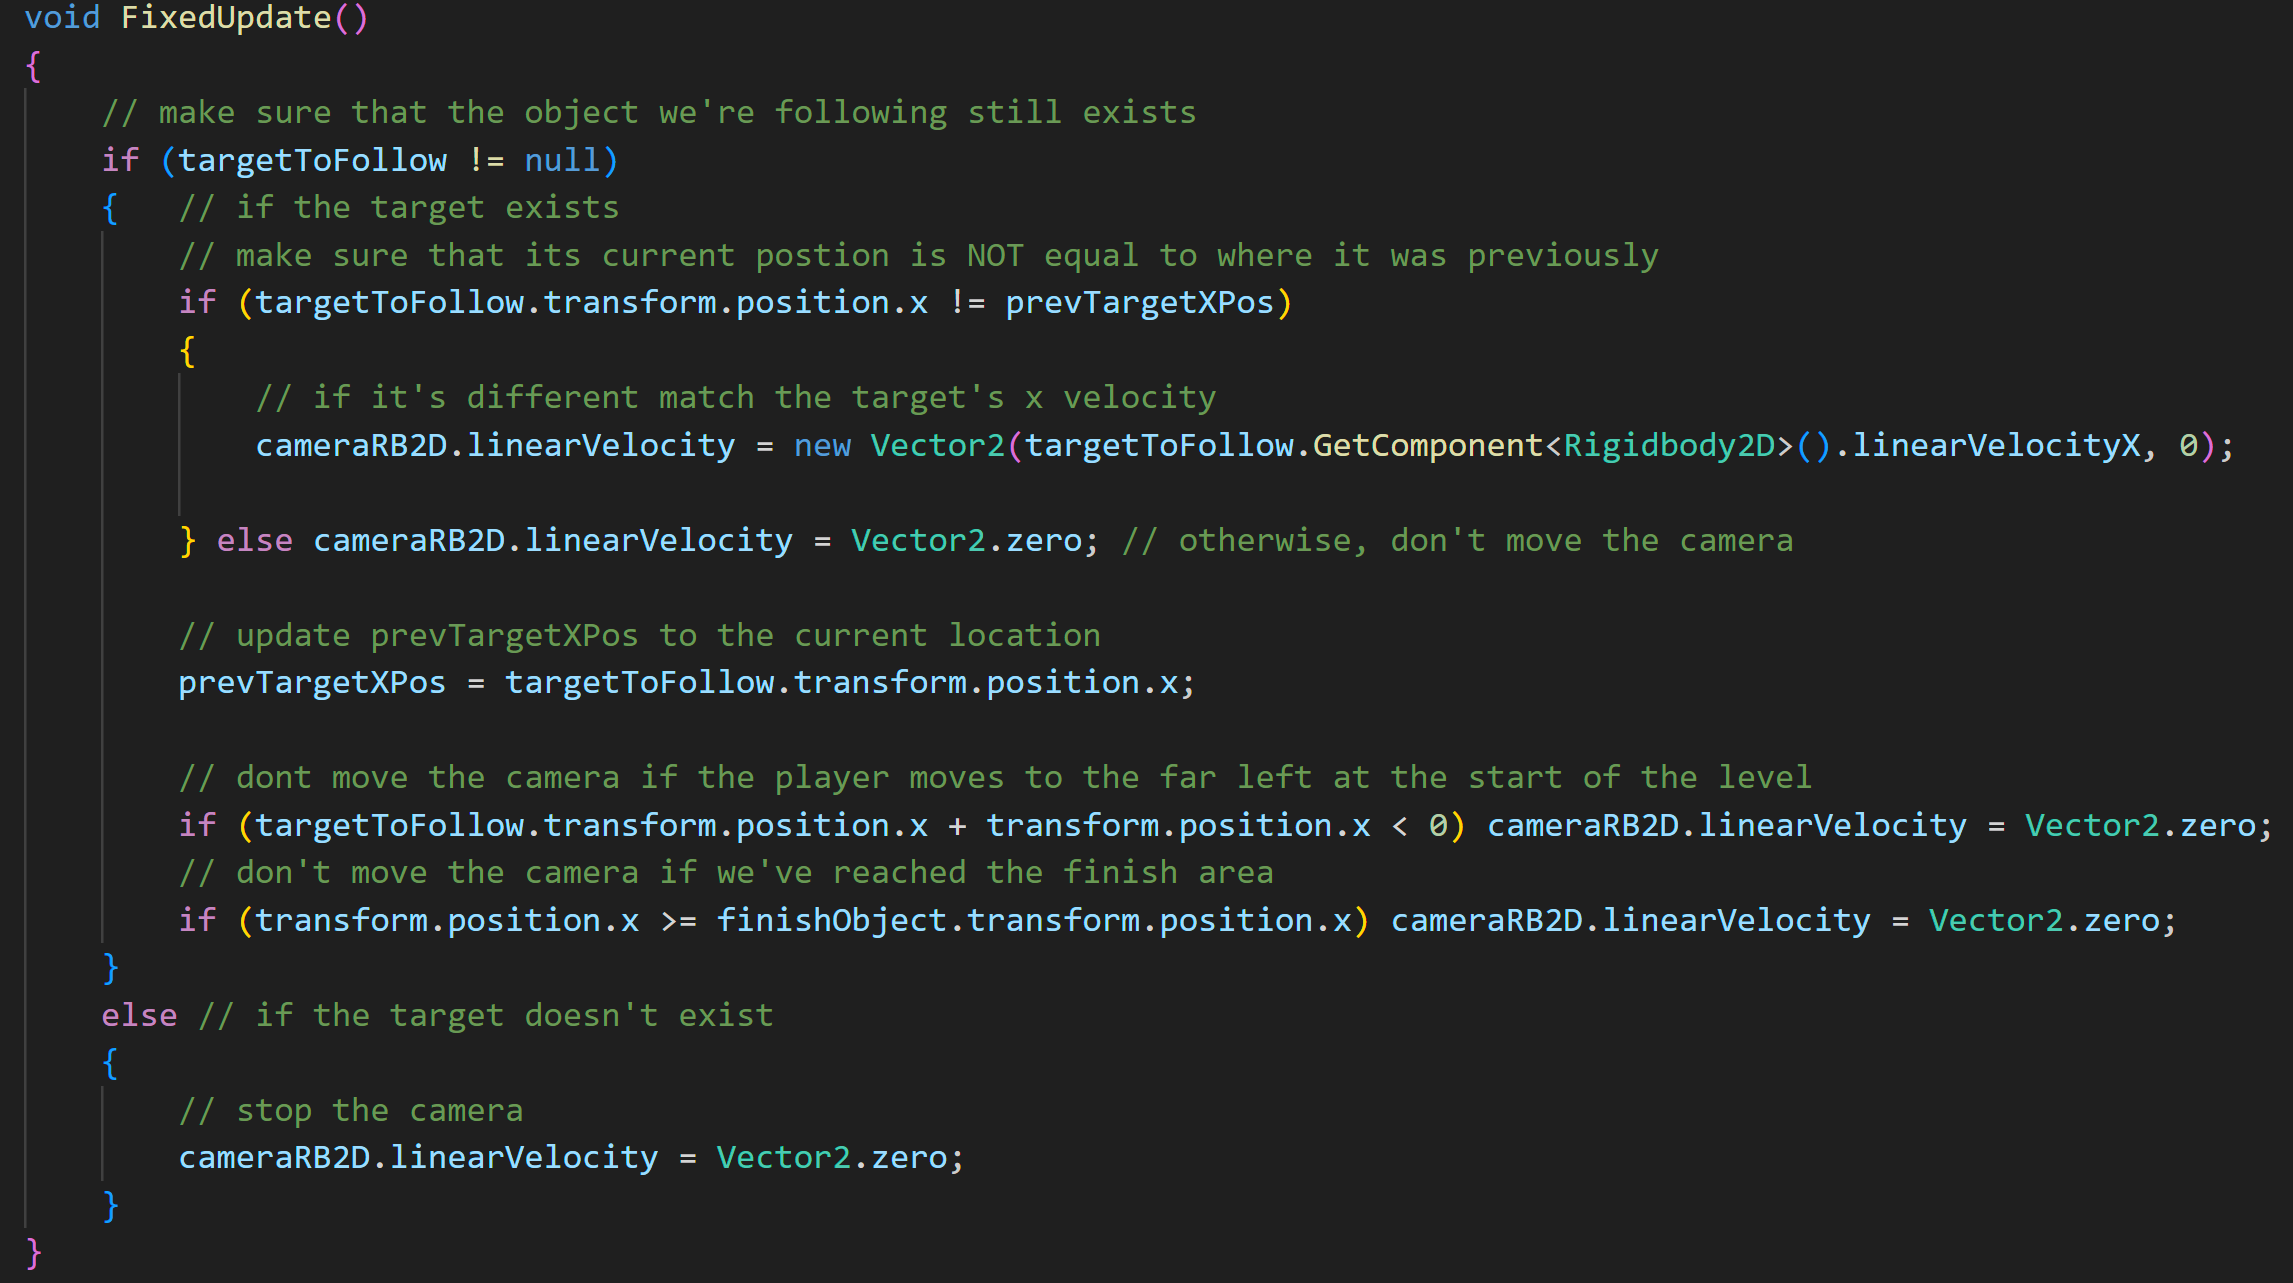 void FixedUpdate()
{
// make sure that the object we're following still exists
if (targetToFollow != null)
{   // if the target exists
// make sure that its current postion is NOT equal to where it was previously
if (targetToFollow.transform.position.x != prevTargetXPos)
{
// if it's different match the target's x velocity
cameraRB2D.linearVelocity = new Vector2(targetToFollow.GetComponent<Rigidbody2D>().linearVelocityX, 0);
} else cameraRB2D.linearVelocity = Vector2.zero; // otherwise, don't move the camera
// update prevTargetXPos to the current location
prevTargetXPos = targetToFollow.transform.position.x;
// dont move the camera if the player moves to the far left at the start of the level
if (targetToFollow.transform.position.x + transform.position.x < 0) cameraRB2D.linearVelocity = Vector2.zero;
// don't move the camera if we've reached the finish area
if (transform.position.x >= finishObject.transform.position.x) cameraRB2D.linearVelocity = Vector2.zero;
}
else // if the target doesn't exist
{
// stop the camera
cameraRB2D.linearVelocity = Vector2.zero;
}
}